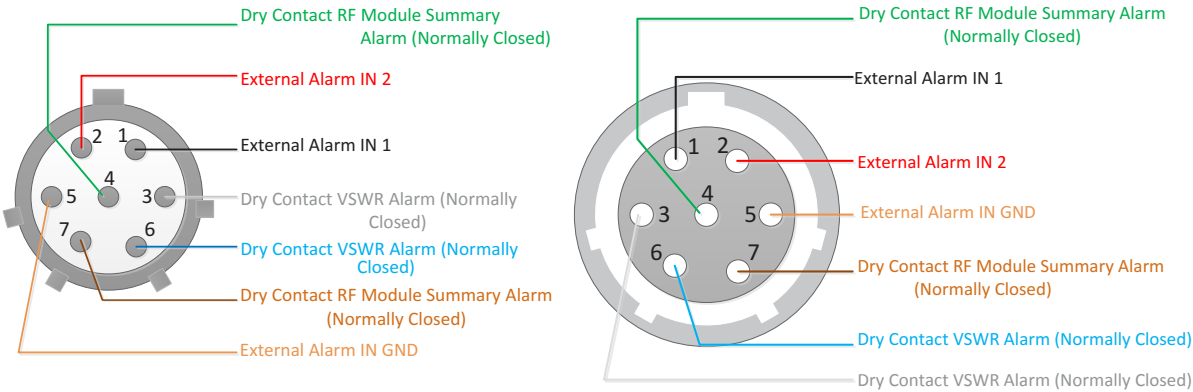 Dry Contact RF Module Summary
Alarm (Normally Closed)
External Alarm IN 2
External Alarm IN 1
Dry Contact VSWR Alarm (Normally
Closed)
Dry Contact VSWR Alarm (Normally
Closed)
Dry Contact RF Module Summary Alarm
(Normally Closed)
External Alarm IN GND
2 1
4
5 3
7 6
Dry Contact RF Module Summary Alarm
(Normally Closed)
External Alarm IN 1
External Alarm IN 2
External Alarm IN GND
Dry Contact RF Module Summary Alarm
(Normally Closed)
Dry Contact VSWR Alarm (Normally Closed)
Dry Contact VSWR Alarm (Normally Closed)
1 2
4
3 5
6 7